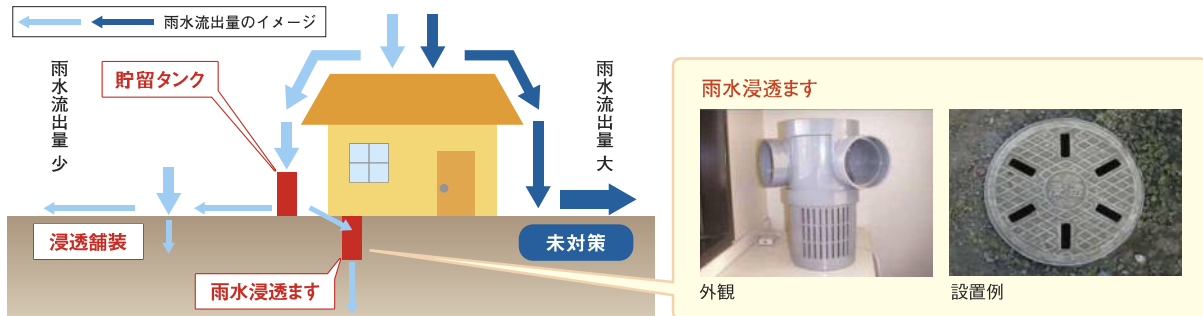 雨水流出量のイメージ
雨水流出量 少
貯留タンク
雨水流出量 大
浸透舗装
雨水浸透ます
未対策
雨水浸透ます
外観
設置例